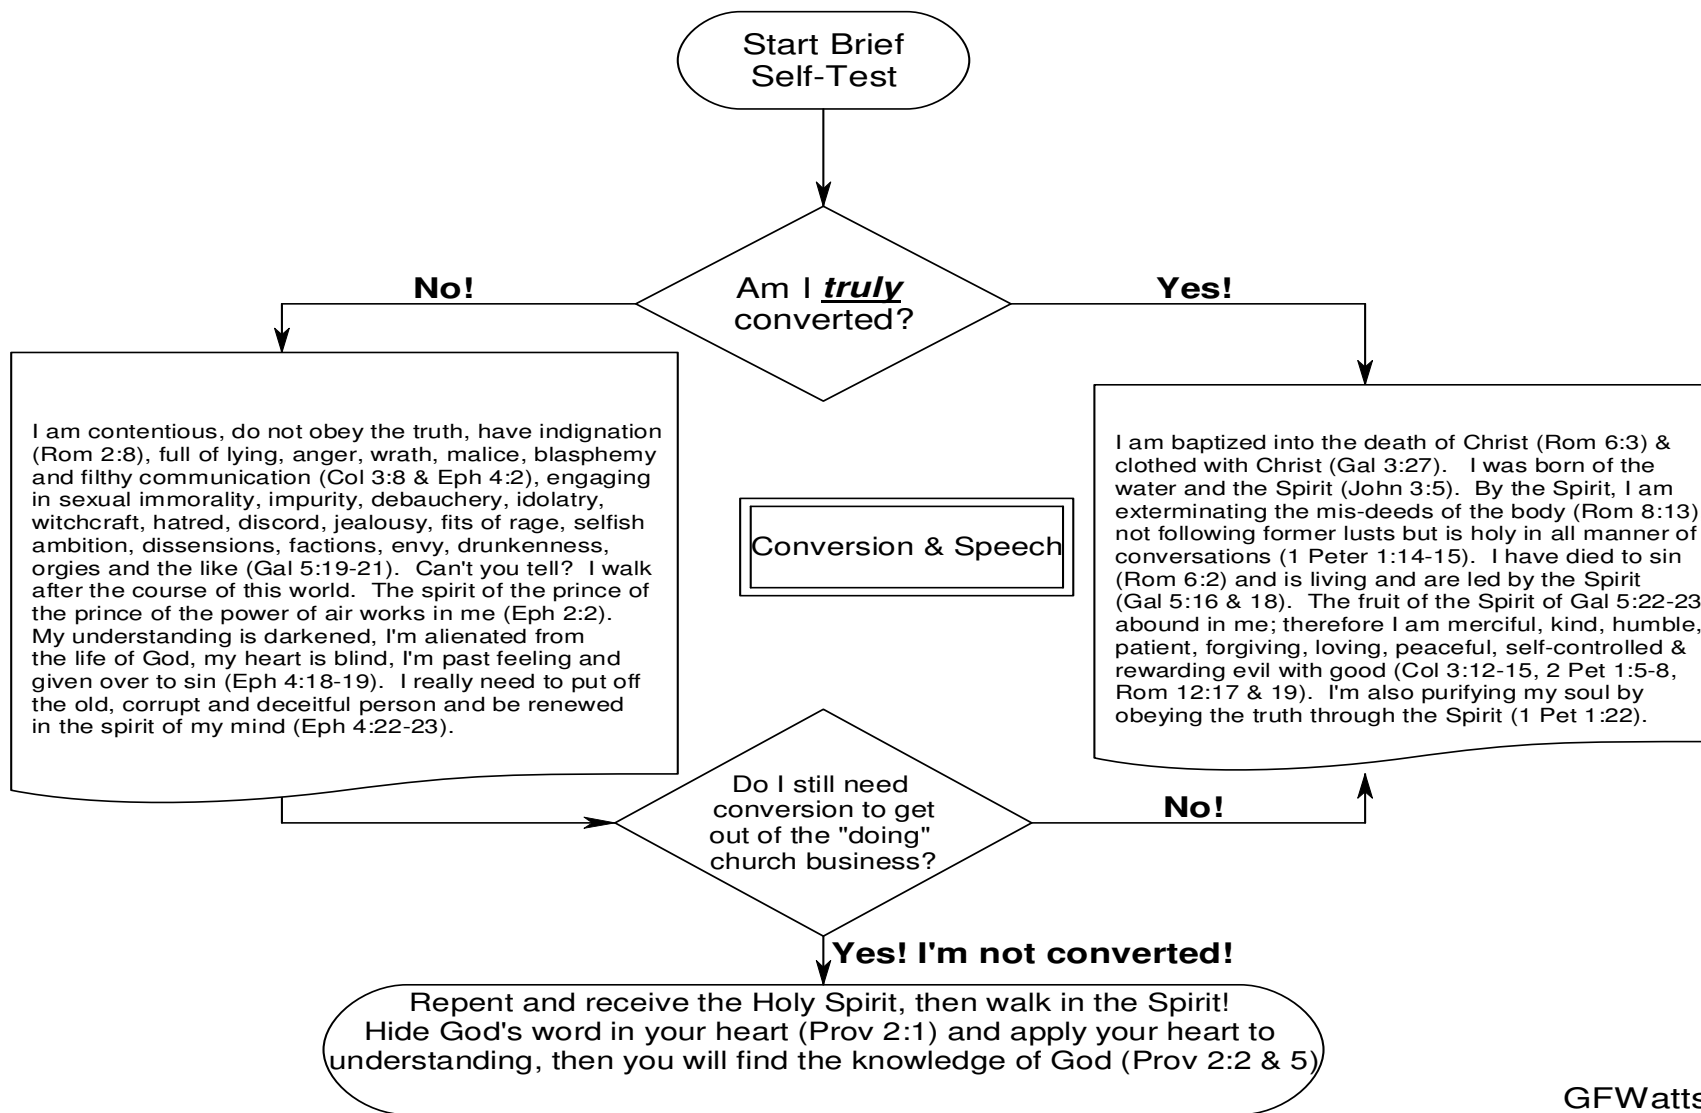 Start Brief
Self-Test
Am I truly
converted?
No!
Yes!
I am contentious, do not obey the truth, have indignation
(Rom 2:8), full of lying, anger, wrath, malice, blasphemy
and filthy communication (Col 3:8 & Eph 4:2), engaging
in sexual immorality, impurity, debauchery, idolatry,
witchcraft, hatred, discord, jealousy, fits of rage, selfish
ambition, dissensions, factions, envy, drunkenness,
orgies and the like (Gal 5:19-21).  Can't you tell?  I walk
after the course of this world.  The spirit of the prince of
the prince of the power of air works in me (Eph 2:2).
My understanding is darkened, I'm alienated from
the life of God, my heart is blind, I'm past feeling and
given over to sin (Eph 4:18-19).  I really need to put off
the old, corrupt and deceitful person and be renewed
in the spirit of my mind (Eph 4:22-23).
Conversion & Speech
I am baptized into the death of Christ (Rom 6:3) &
clothed with Christ (Gal 3:27).   I was born of the
water and the Spirit (John 3:5).  By the Spirit, I am
exterminating the mis-deeds of the body (Rom 8:13)
not following former lusts but is holy in all manner of
conversations (1 Peter 1:14-15).  I have died to sin
(Rom 6:2) and is living and are led by the Spirit
(Gal 5:16 & 18).  The fruit of the Spirit of Gal 5:22-23
abound in me; therefore I am merciful, kind, humble,
patient, forgiving, loving, peaceful, self-controlled &
rewarding evil with good (Col 3:12-15, 2 Pet 1:5-8,
Rom 12:17 & 19).  I'm also purifying my soul by
obeying the truth through the Spirit (1 Pet 1:22).
Do I still need
conversion to get
out of the "doing"
church business?
No!
Yes! I'm not converted!
Repent and receive the Holy Spirit, then walk in the Spirit!
Hide God's word in your heart (Prov 2:1) and apply your heart to
understanding, then you will find the knowledge of God (Prov 2:2 & 5)
GFWatts